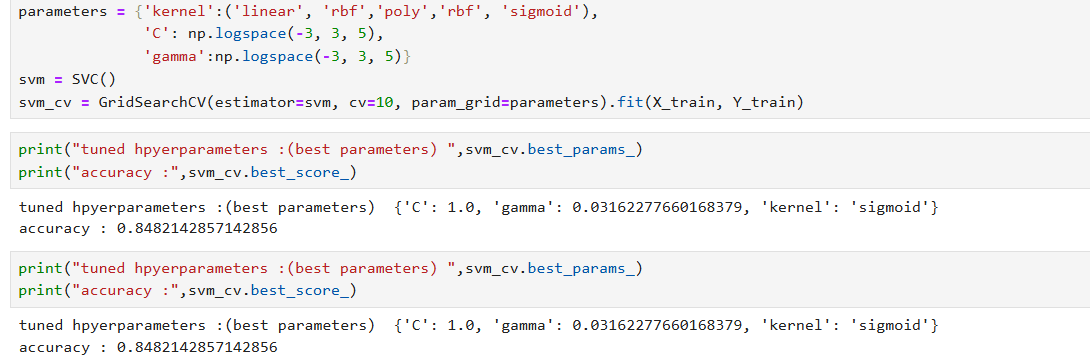 parameters = {'kernel':('linear', 'rbf','poly','rbf', 'sigmoid'),
'C': np.logspace(-3, 3, 5),
'gamma':np.logspace(-3, 3, 5)}
svm = SVC()
svm_cv = GridSearchCV(estimator=svm, cv=10, param_grid=parameters).fit(X_train, Y_train)
print("tuned hpyerparameters :(best parameters) ",svm_cv.best_params_)
print("accuracy :",svm_cv.best_score_)
tuned hpyerparameters :(best parameters)  {'C': 1.0, 'gamma': 0.03162277660168379, 'kernel': 'sigmoid'}
accuracy : 0.8482142857142856
print("tuned hpyerparameters :(best parameters) ",svm_cv.best_params_)
print("accuracy :",svm_cv.best_score_)
tuned hpyerparameters :(best parameters)  {'C': 1.0, 'gamma': 0.03162277660168379, 'kernel': 'sigmoid'}
accuracy : 0.8482142857142856